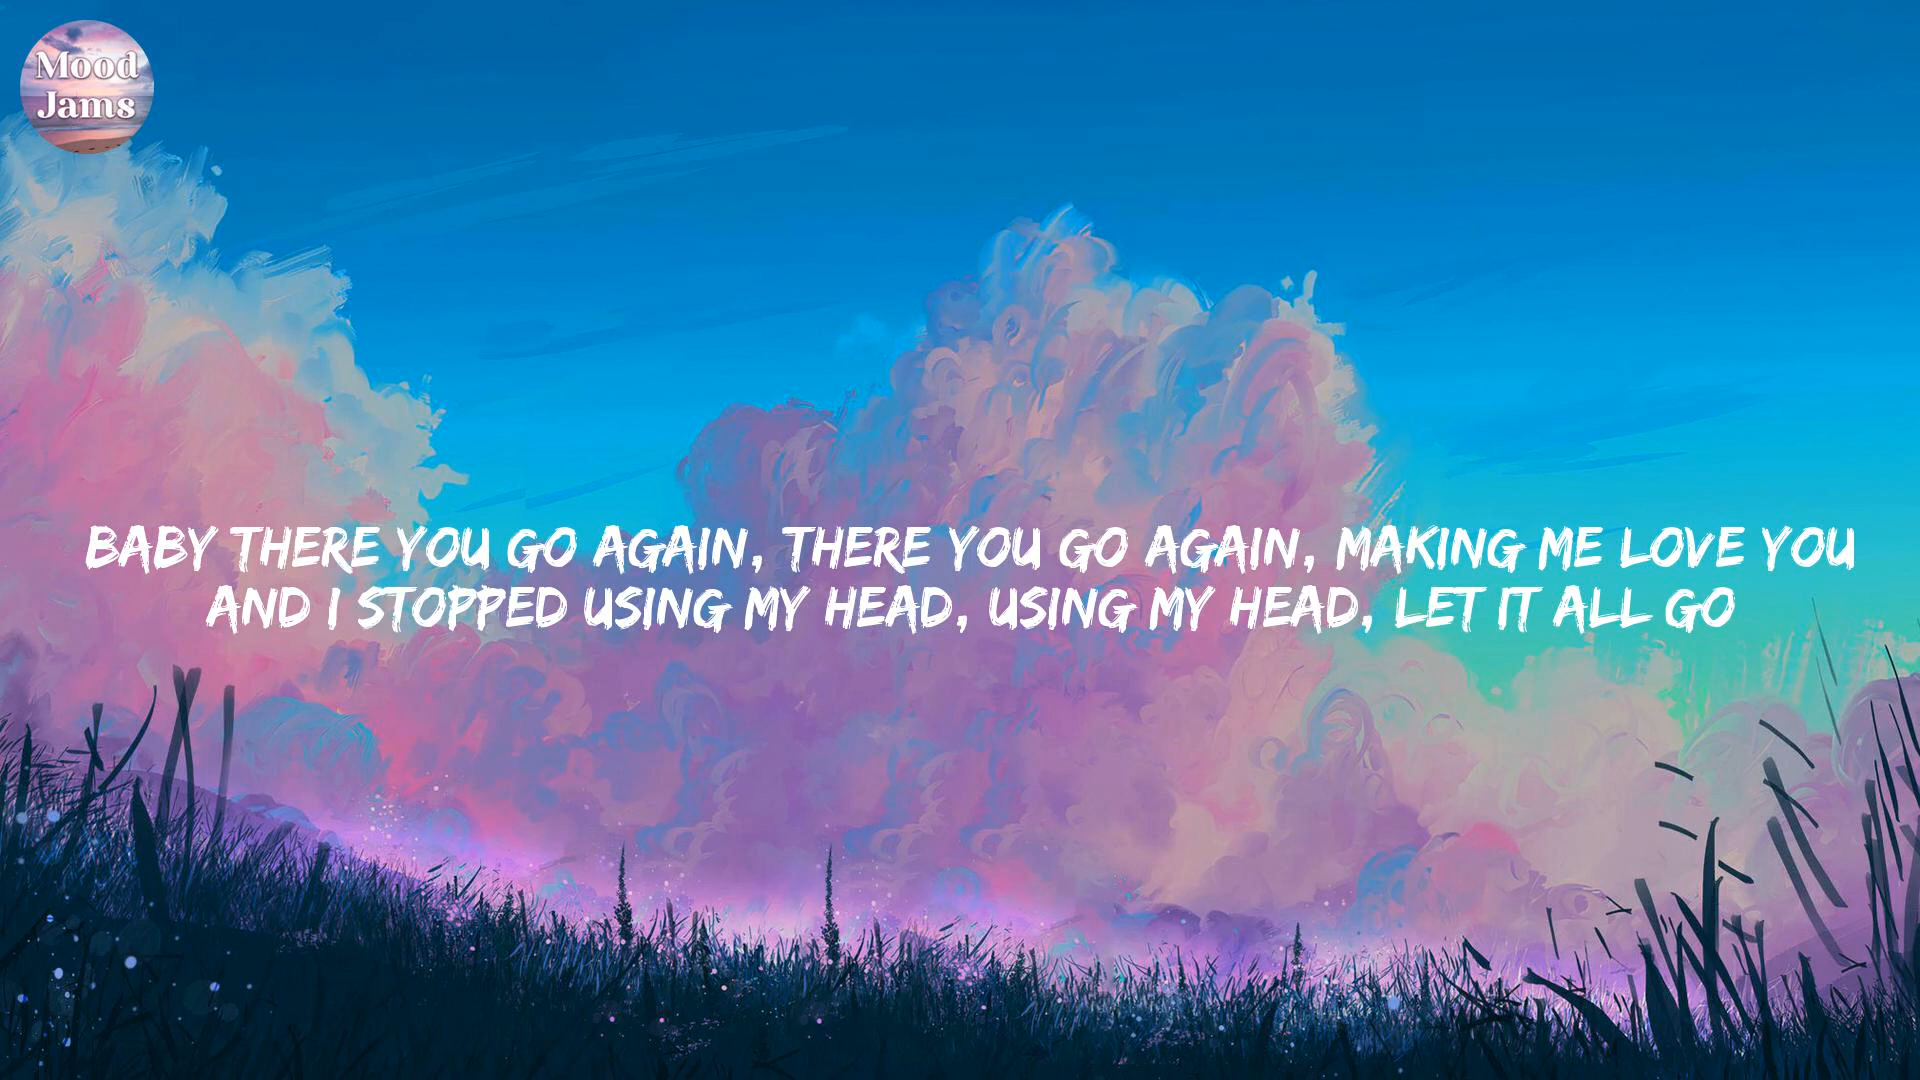 Mood
Jams
BABY THERE YOU GO AGAIN, THERE YOU GO AGAIN, MAKING ME LOVE YOU
AND I STOPPED USING MY HEAD, USING MY HEAD, LET IT ALL GO